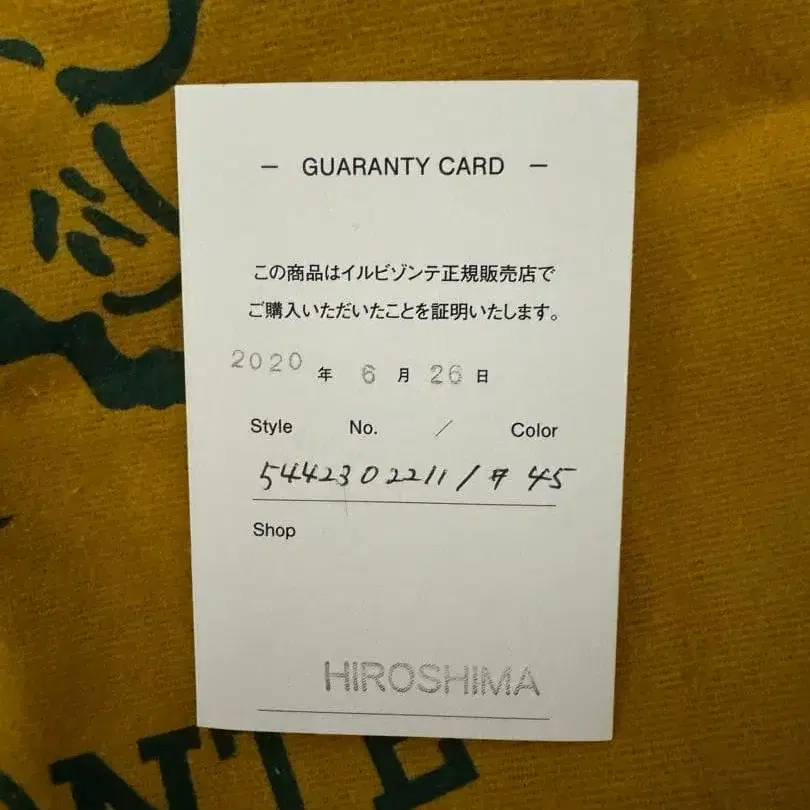 — GUARANTY CARD —
この商品はイルビゾンテ正規販売店で
ご購入いただいたことを証明いたします。
2020 年 6 月 26 日
Style No. / Color
5442302211 / # 45
Shop
HIROSHIMA
NTE